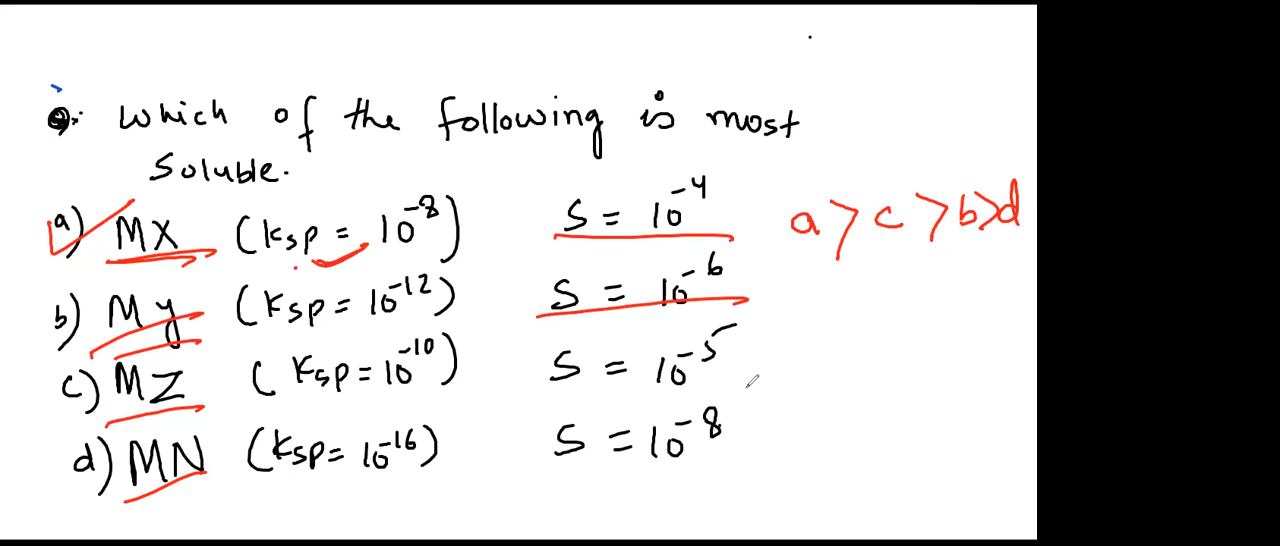 Q: Which of the following is most
Soluble.
a) MX (Ksp = 10⁻⁸) S = 10⁻⁴ a > c > b > d
b) My (Ksp = 10⁻¹²) S = 10⁻⁶
c) MZ (Ksp = 10⁻¹⁰) S = 10⁻⁵
d) MN (Ksp = 10⁻¹⁶) S = 10⁻⁸